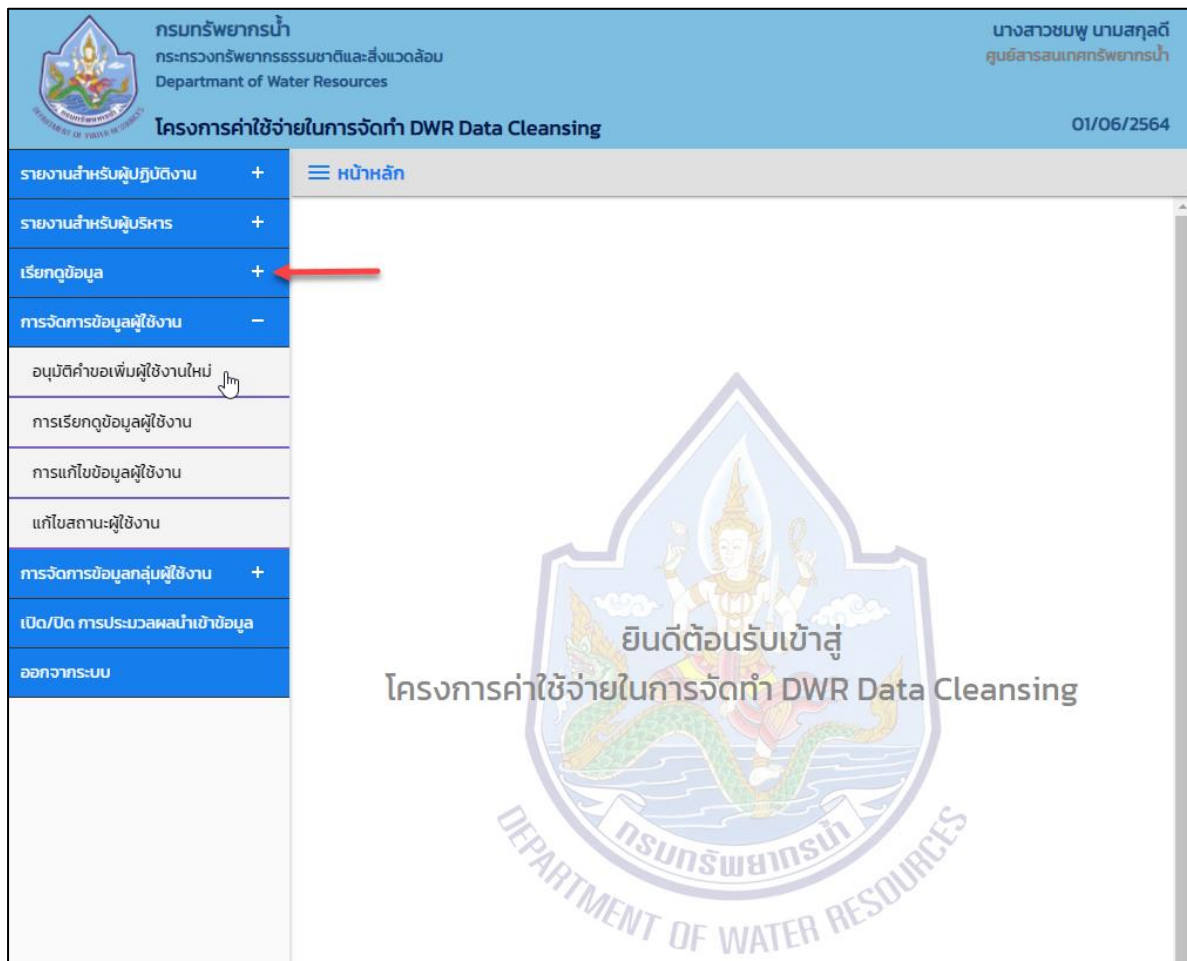 กรมทรัพยากรน้ำ
กระทรวงทรัพยากรธรรมชาติและสิ่งแวดล้อม
Departmant of Water Resources
โครงการค่าใช้จ่ายในการจัดทำ DWR Data Cleansing
นางสาวชมพู นามสกุลดี
ศูนย์สารสนเทศทรัพยากรน้ำ
01/06/2564
รายงานสำหรับผู้ปฏิบัติงาน +
รายงานสำหรับผู้บริหาร +
เรียกดูข้อมูล +
การจัดการข้อมูลผู้ใช้งาน −
อนุมัติคำขอเพิ่มผู้ใช้งานใหม่
การเรียกดูข้อมูลผู้ใช้งาน
การแก้ไขข้อมูลผู้ใช้งาน
แก้ไขสถานะผู้ใช้งาน
การจัดการข้อมูลกลุ่มผู้ใช้งาน +
เปิด/ปิด การประมวลผลนำเข้าข้อมูล
ออกจากระบบ
หน้าหลัก
ยินดีต้อนรับเข้าสู่
โครงการค่าใช้จ่ายในการจัดทำ DWR Data Cleansing
กรมทรัพยากรน้ำ
DEPARTMENT OF WATER RESOURCES